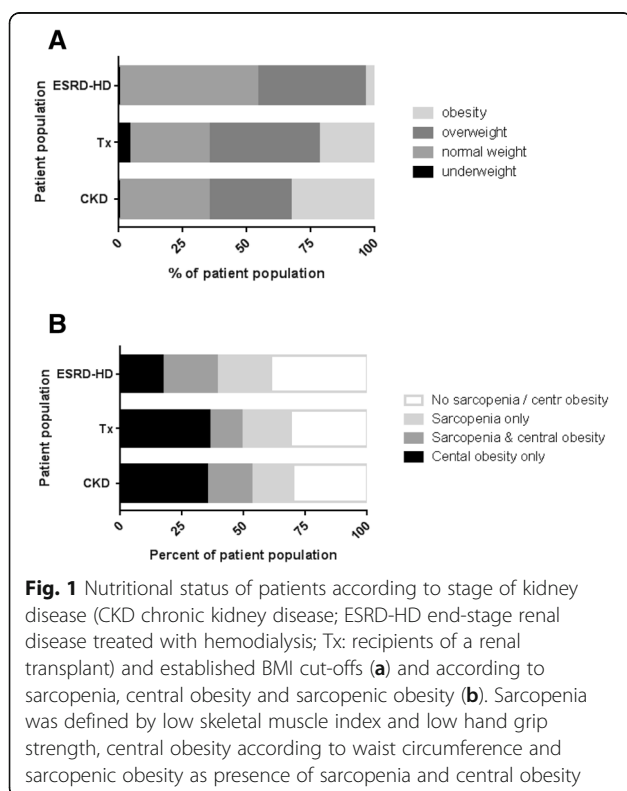 A
Patient population
ESRD-HD
Tx
CKD
0 25 50 75 100
% of patient population
obesity
overweight
normal weight
underweight
B
Patient population
ESRD-HD
Tx
CKD
0 25 50 75 100
Percent of patient population
No sarcopenia / centr obesity
Sarcopenia only
Sarcopenia & central obesity
Cental obesity only
Fig. 1 Nutritional status of patients according to stage of kidney
disease (CKD chronic kidney disease; ESRD-HD end-stage renal
disease treated with hemodialysis; Tx: recipients of a renal
transplant) and established BMI cut-offs (a) and according to
sarcopenia, central obesity and sarcopenic obesity (b). Sarcopenia
was defined by low skeletal muscle index and low hand grip
strength, central obesity according to waist circumference and
sarcopenic obesity as presence of sarcopenia and central obesity